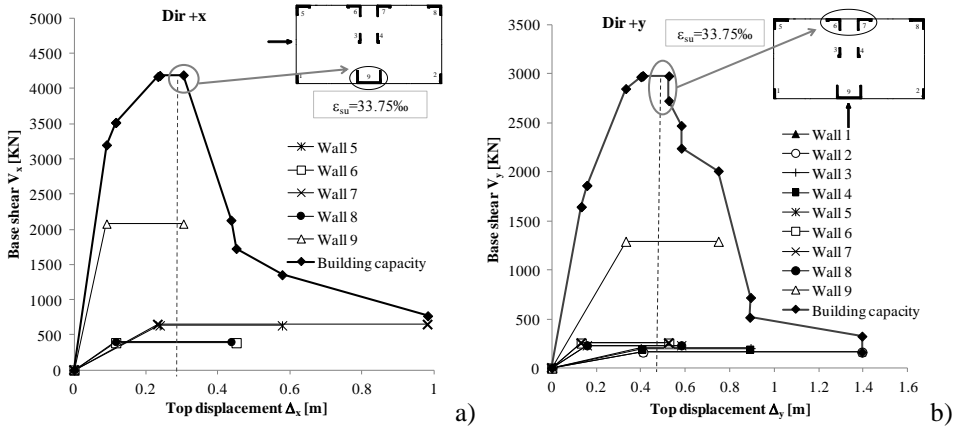 Dir +x
5000
4500
4000
3500
3000
2500
2000
1500
1000
500
0
Base shear Vx [KN]
0
0.2
0.4
0.6
0.8
1
Top displacement Δx [m]
5
6
7
8
3
4
1
9
2
εsu=33.75‰
Wall 5
Wall 6
Wall 7
Wall 8
Wall 9
Building capacity
a)
Dir +y
3500
3000
2500
2000
1500
1000
500
0
Base shear Vy [KN]
0
0.2
0.4
0.6
0.8
1
1.2
1.4
1.6
Top displacement Δy [m]
εsu=33.75‰
5
6
7
8
3
4
1
9
2
Wall 1
Wall 2
Wall 3
Wall 4
Wall 5
Wall 6
Wall 7
Wall 8
Wall 9
Building capacity
b)